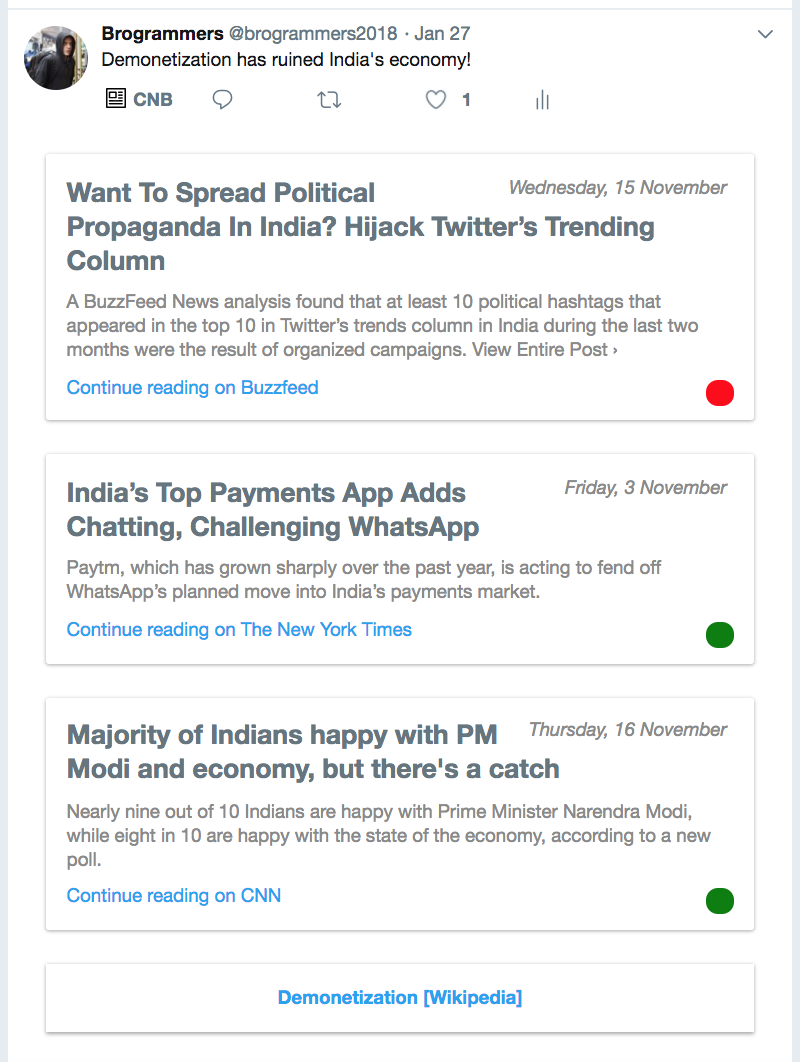 Brogrammers @brogrammers2018 · Jan 27
Demonetization has ruined India's economy!
CNB 1
Want To Spread Political Wednesday, 15 November
Propaganda In India? Hijack Twitter’s Trending
Column
A BuzzFeed News analysis found that at least 10 political hashtags that
appeared in the top 10 in Twitter’s trends column in India during the last two
months were the result of organized campaigns. View Entire Post ›
Continue reading on Buzzfeed
India’s Top Payments App Adds Friday, 3 November
Chatting, Challenging WhatsApp
Paytm, which has grown sharply over the past year, is acting to fend off
WhatsApp’s planned move into India’s payments market.
Continue reading on The New York Times
Majority of Indians happy with PM Thursday, 16 November
Modi and economy, but there's a catch
Nearly nine out of 10 Indians are happy with Prime Minister Narendra Modi,
while eight in 10 are happy with the state of the economy, according to a new
poll.
Continue reading on CNN
Demonetization [Wikipedia]